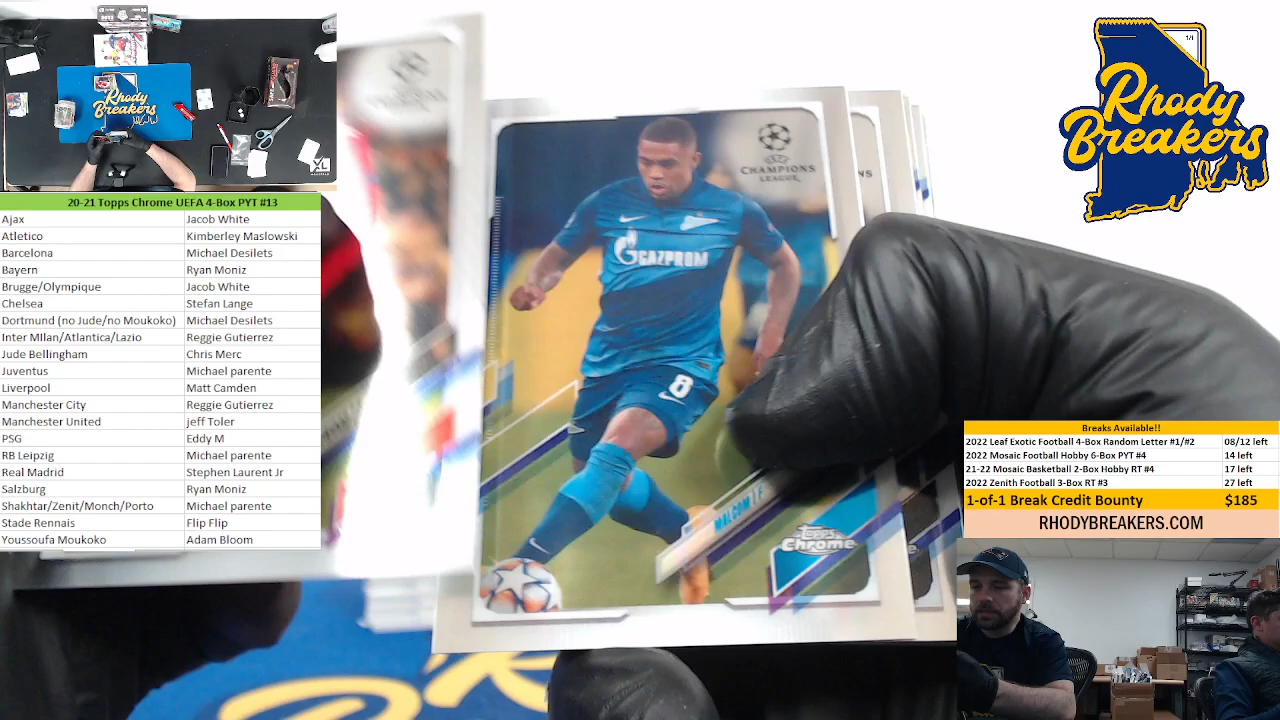 Rhody
Breakers
1/1
Rhody
Breakers
20-21 Topps Chrome UEFA 4-Box PYT #13
Ajax Jacob White
Atletico Kimberley Maslowski
Barcelona Michael Desilets
Bayern Ryan Moniz
Brugge/Olympique Jacob White
Chelsea Stefan Lange
Dortmund (no Jude/no Moukoko) Michael Desilets
Inter MIlan/Atlantica/Lazio Reggie Gutierrez
Jude Bellingham Chris Merc
Juventus Michael parente
Liverpool Matt Camden
Manchester City Reggie Gutierrez
Manchester United jeff Toler
PSG Eddy M
RB Leipzig Michael parente
Real Madrid Stephen Laurent Jr
Salzburg Ryan Moniz
Shakhtar/Zenit/Monch/Porto Michael parente
Stade Rennais Flip Flip
Youssoufa Moukoko Adam Bloom
UEFA
CHAMPIONS
LEAGUE
GAZPROM
8
MALCOM
Topps
Chrome
Breaks Available!!
2022 Leaf Exotic Football 4-Box Random Letter #1/#2 08/12 left
2022 Mosaic Football Hobby 6-Box PYT #4 14 left
21-22 Mosaic Basketball 2-Box Hobby RT #4 17 left
2022 Zenith Football 3-Box RT #3 27 left
1-of-1 Break Credit Bounty $185
RHODYBREAKERS.COM